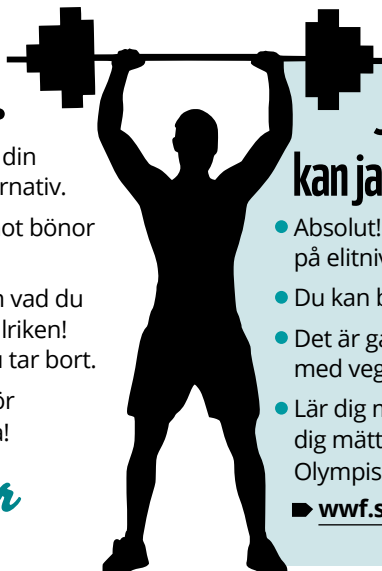 din
rnativ.
ot bönor
vad du
lriken!
tar bort.
ör
!
kan ja
Absolut!
på elitniv
Du kan b
Det är ga
med veg
Lär dig n
dig mätt
Olympis
wwf.s